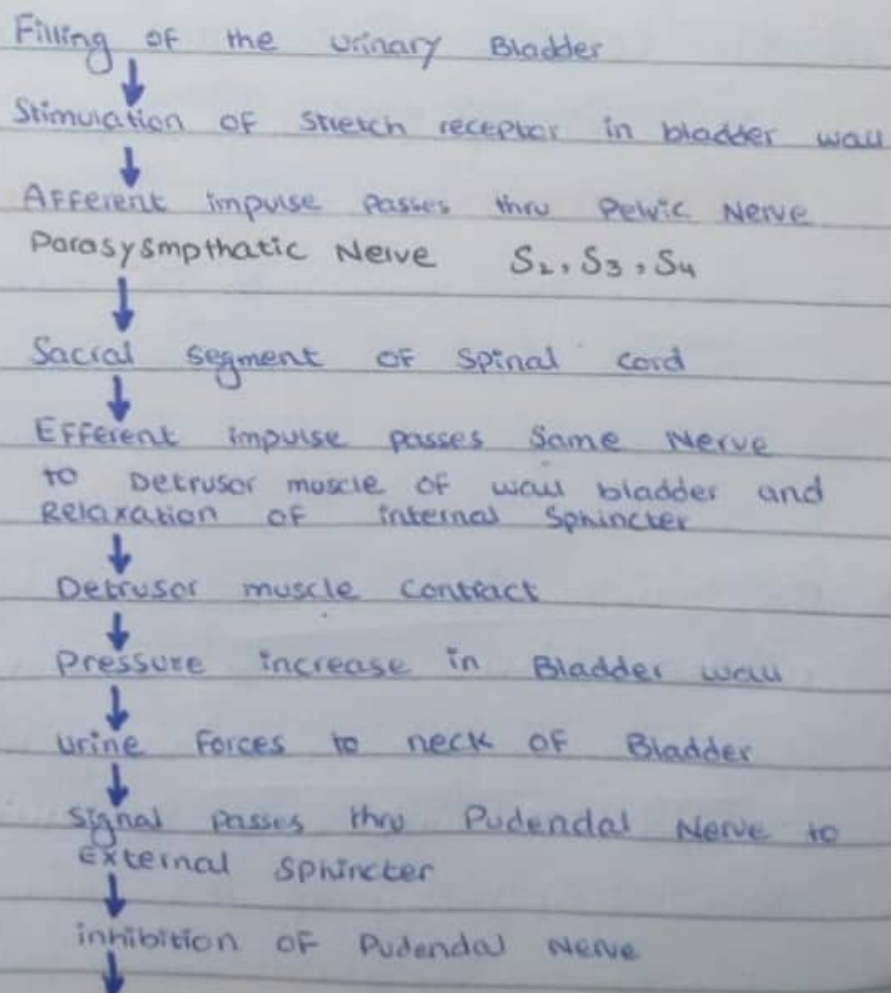 Filling of the urinary Bladder
Stimulation of stretch receptor in bladder wall
Afferent impulse passes thru Pelvic Nerve
Parasysmpthatic Nerve S₂, S₃, S₄
Sacral segment of spinal cord
Efferent impulse passes Same Nerve
to Detrusor muscle of wall bladder and
Relaxation of internal Sphincter
Detrusor muscle contract
Pressure increase in Bladder wall
urine Forces to neck of Bladder
Signal passes thru Pudendal Nerve to
External Sphincter
inhibition of Pudendal Nerve